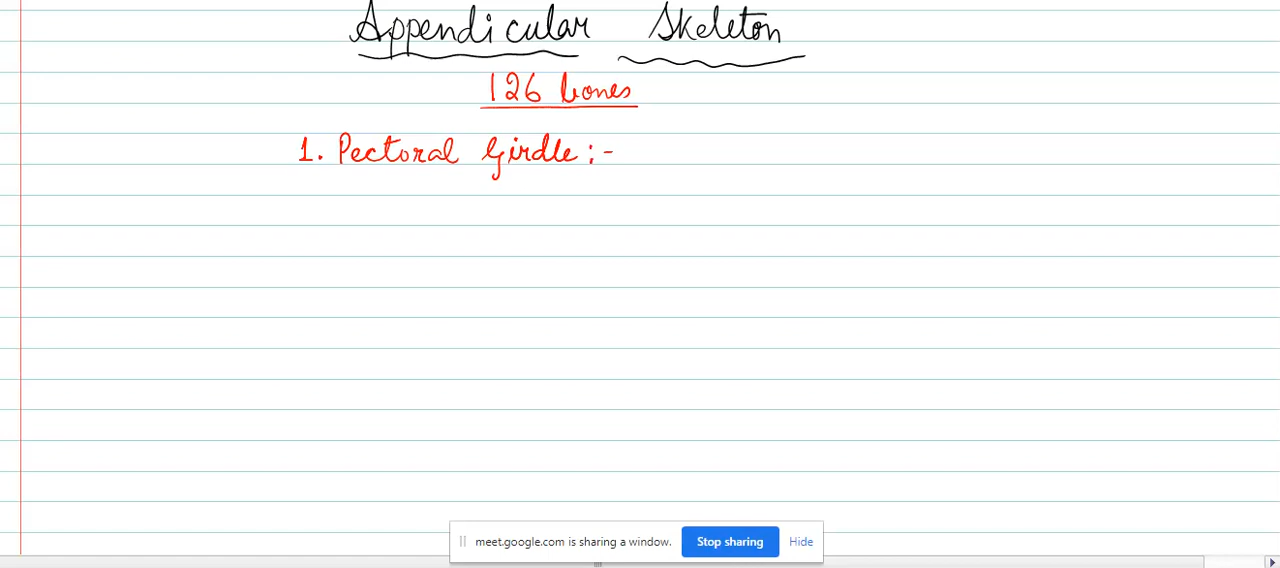 Appendicular Skeleton
126 bones
1. Pectoral Girdle :-
meet.google.com is sharing a window. Stop sharing Hide